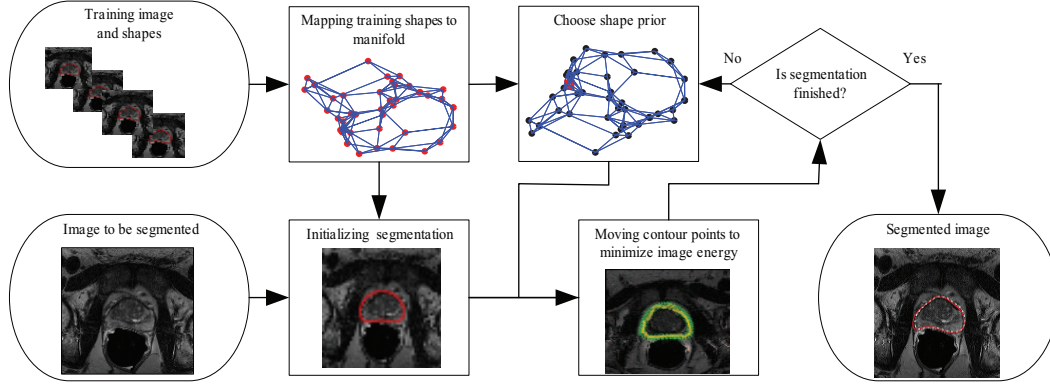 Training image
and shapes
Mapping training shapes to
manifold
Choose shape prior
No
Is segmentation
finished?
Yes
Image to be segmented
Initializing segmentation
Moving contour points to
minimize image energy
Segmented image